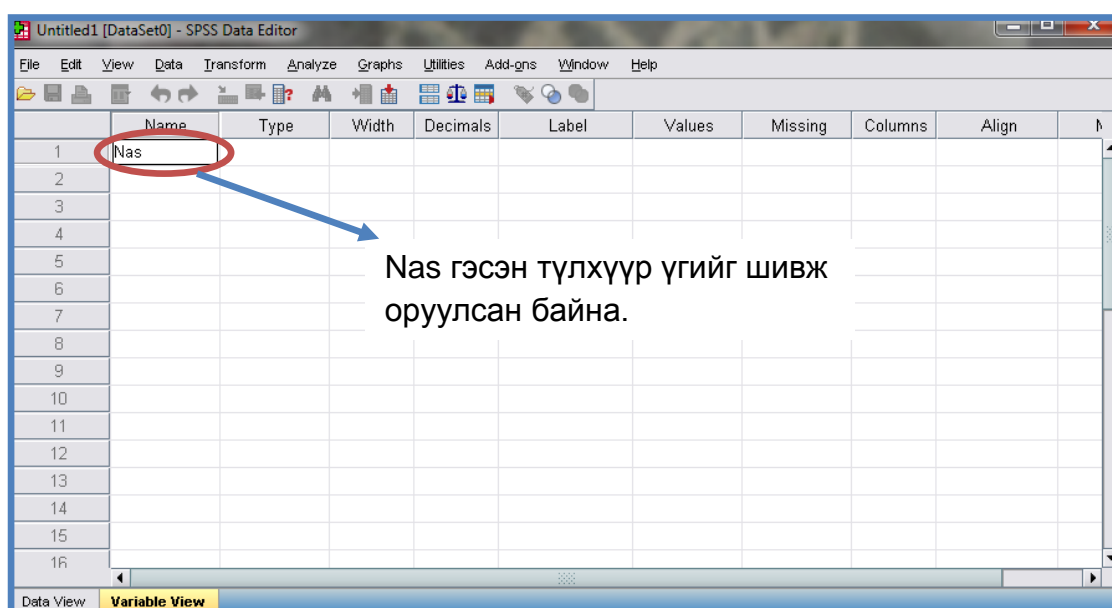 Untitled1 [DataSet0] - SPSS Data Editor
File Edit View Data Transform Analyze Graphs Utilities Add-ons Window Help
Name Type Width Decimals Label Values Missing Columns Align
1 Nas
2
3
4
5
Nas гэсэн түлхүүр үгийг шивж
6
оруулсан байна.
7
8
9
10
11
12
13
14
15
16
Data View Variable View